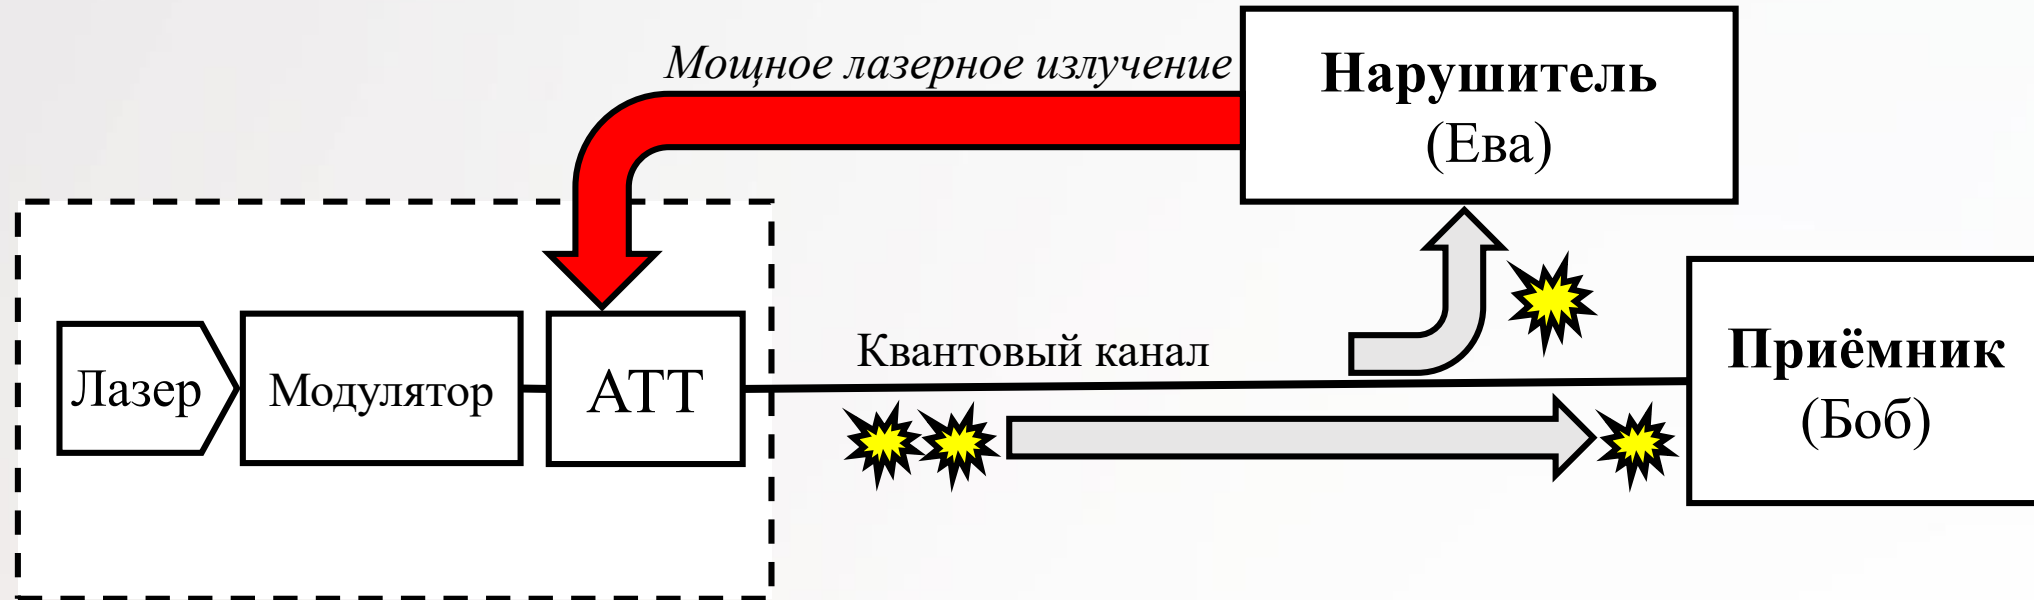 Мощное лазерное излучение
Нарушитель
(Ева)
Лазер
Модулятор
АТТ
Квантовый канал
Приёмник
(Боб)